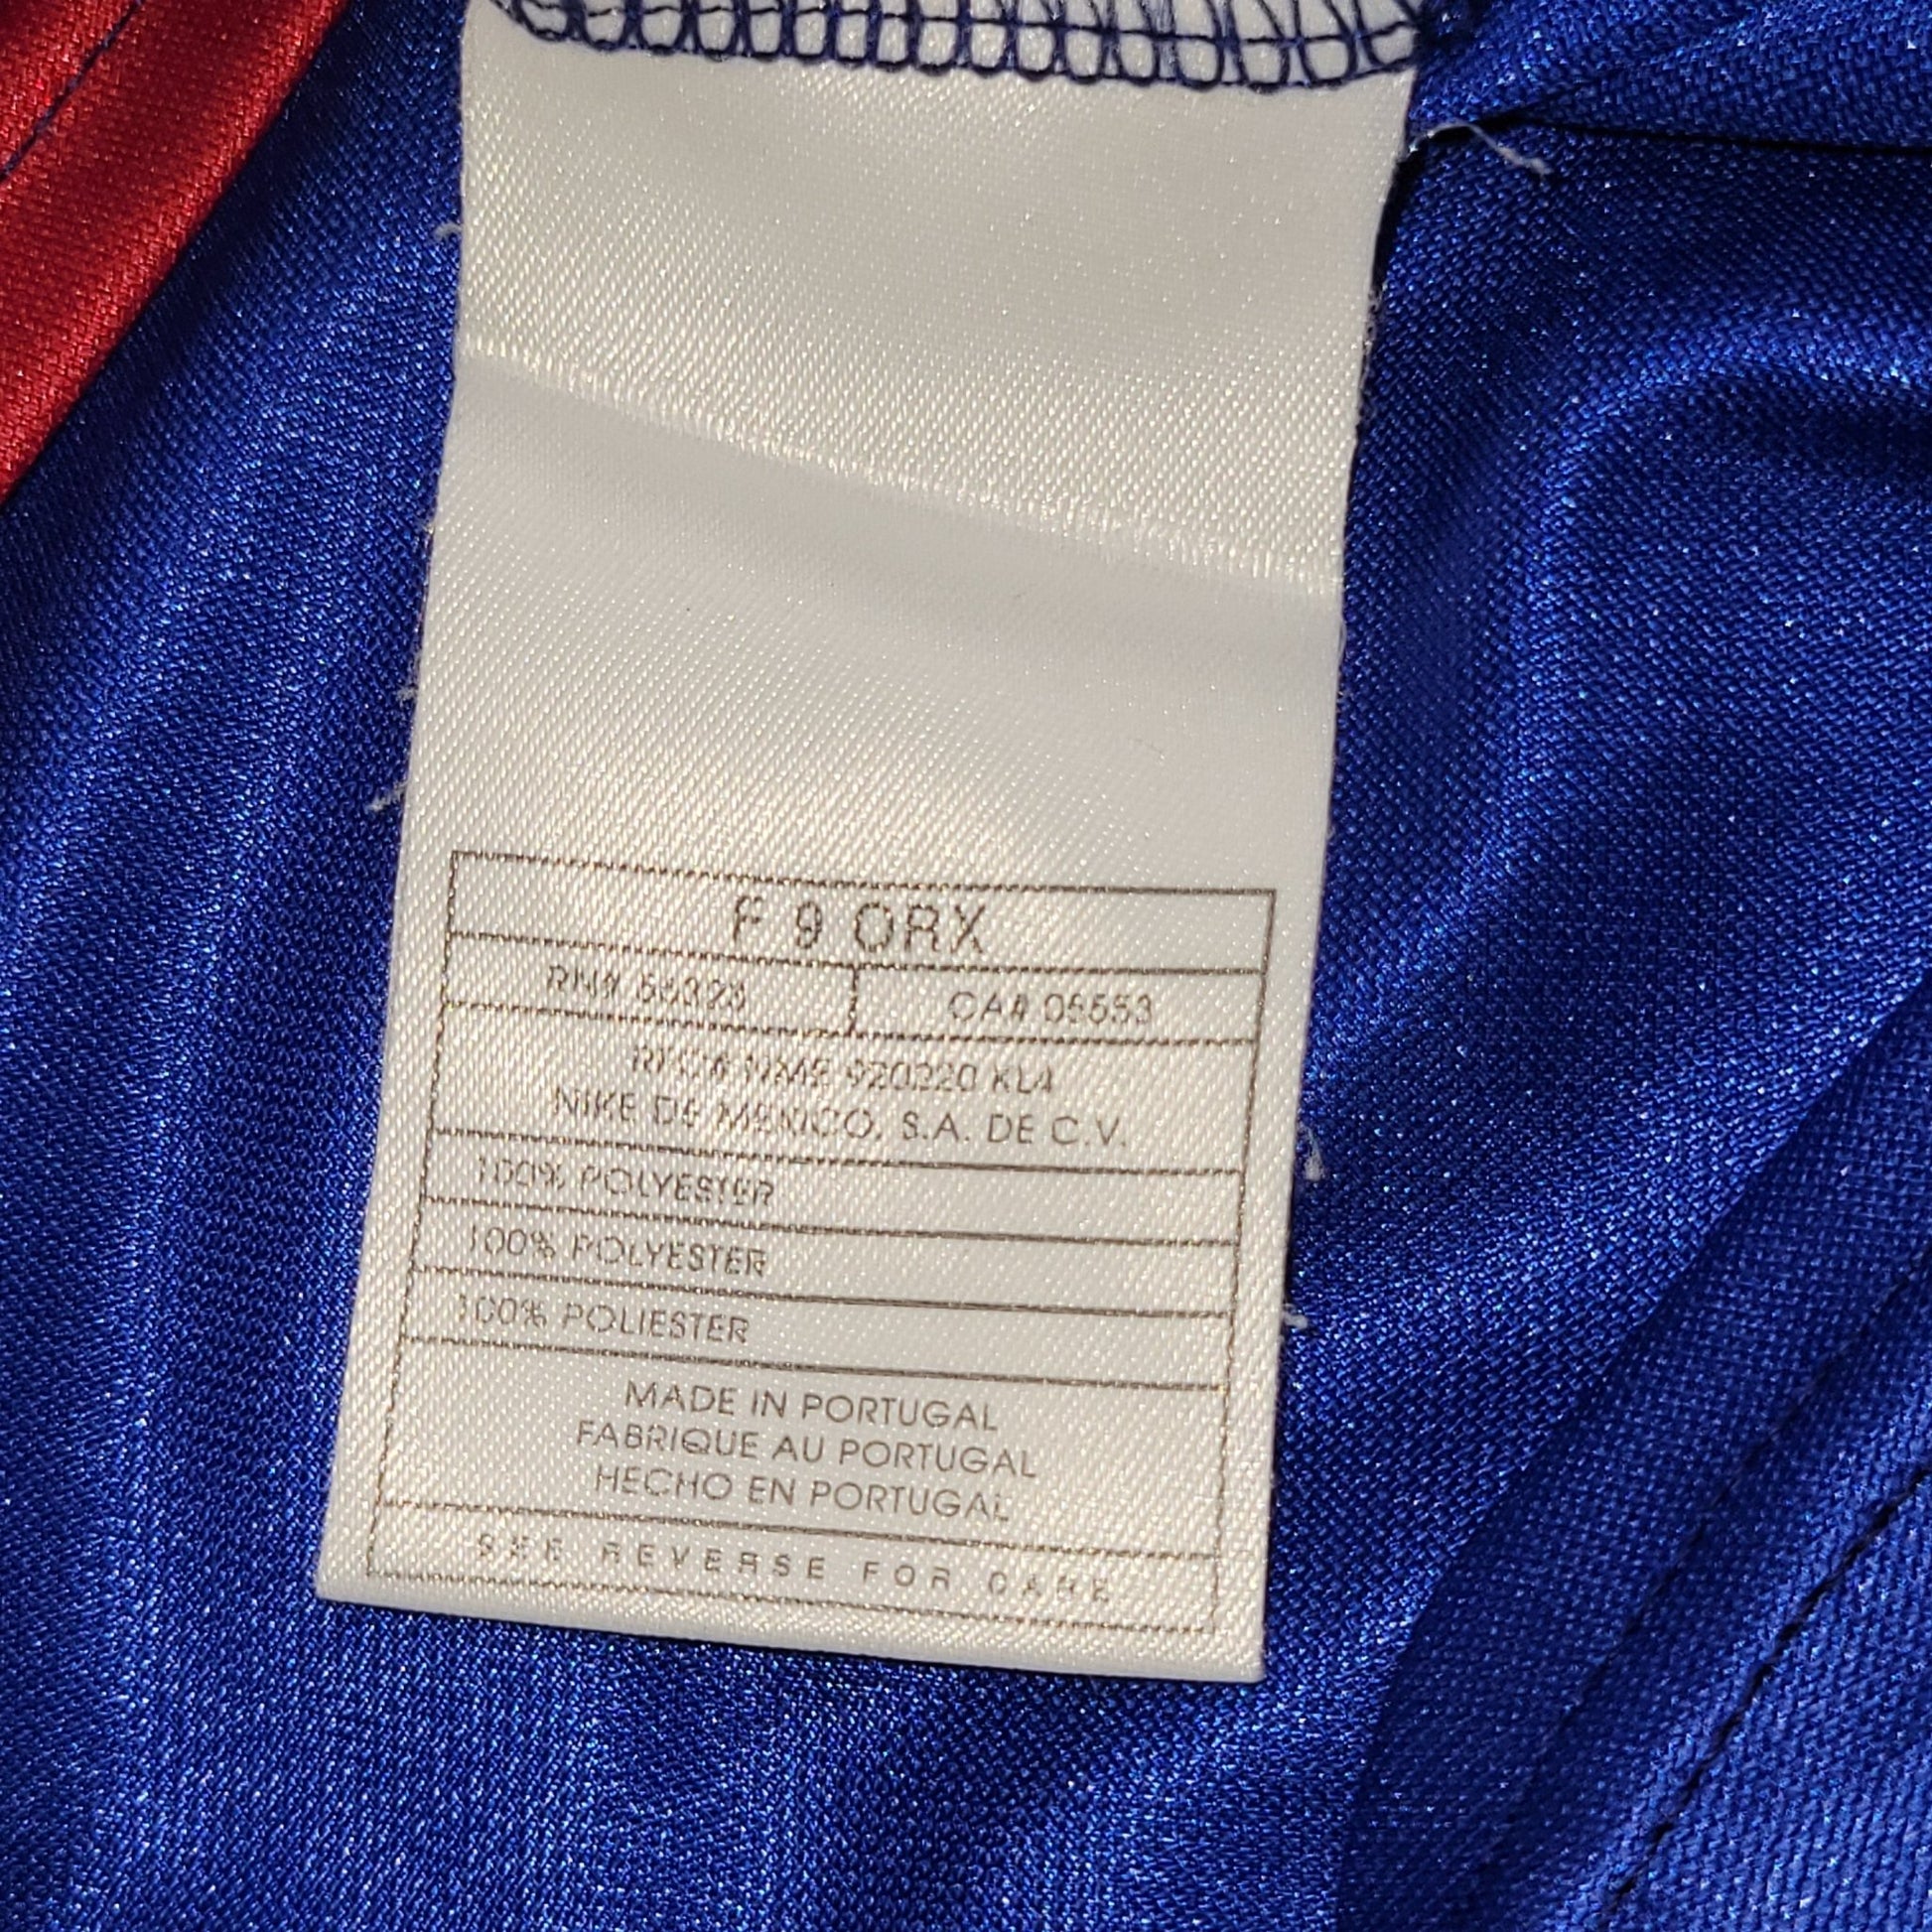 F 9 ORX
RN# 56323
CA# 05553
RFC# NME 920220 KL4
NIKE DE MEXICO, S.A. DE C.V.
100% POLYESTER
100% POLYESTER
100% POLIESTER
MADE IN PORTUGAL
FABRIQUE AU PORTUGAL
HECHO EN PORTUGAL
SEE REVERSE FOR CARE